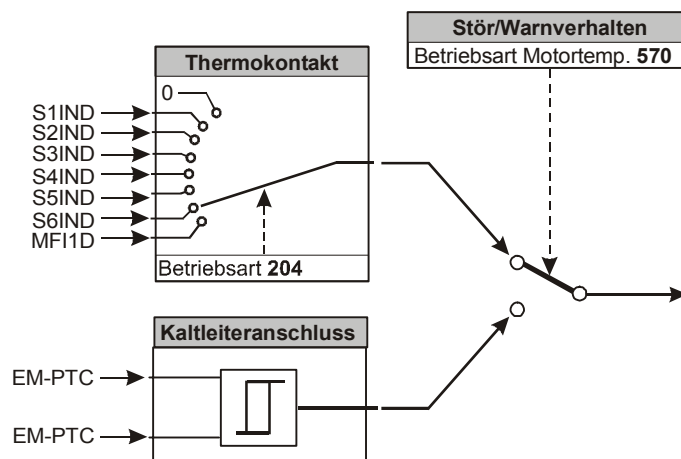 Stör/Warnverhalten
Betriebsart Motortemp. 570
Thermokontakt
0
S1IND
S2IND
S3IND
S4IND
S5IND
S6IND
MFI1D
Betriebsart 204
Kaltleiteranschluss
EM-PTC
EM-PTC